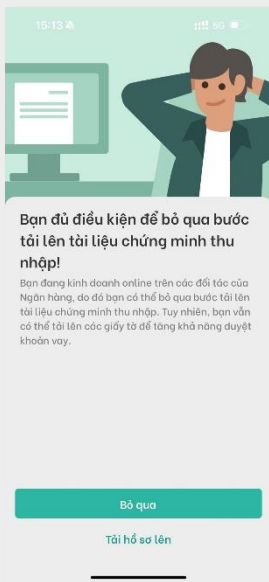 15:13
5G
Bạn đủ điều kiện để bỏ qua bước
tải lên tài liệu chứng minh thu
nhập!
Bạn đang kinh doanh online trên các đối tác của
Ngân hàng, do đó bạn có thể bỏ qua bước tải lên
tài liệu chứng minh thu nhập. Tuy nhiên, bạn vẫn
có thể tải lên các giấy tờ để tăng khả năng duyệt
khoản vay.
Bỏ qua
Tải hồ sơ lên